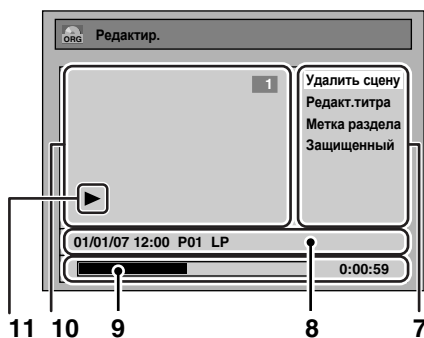 ORG Редактир.
1
Удалить сцену
Редакт.титра
Метка раздела
Защищенный
01/01/07 12:00 P01 LP
0:00:59
11 10 9 8 7